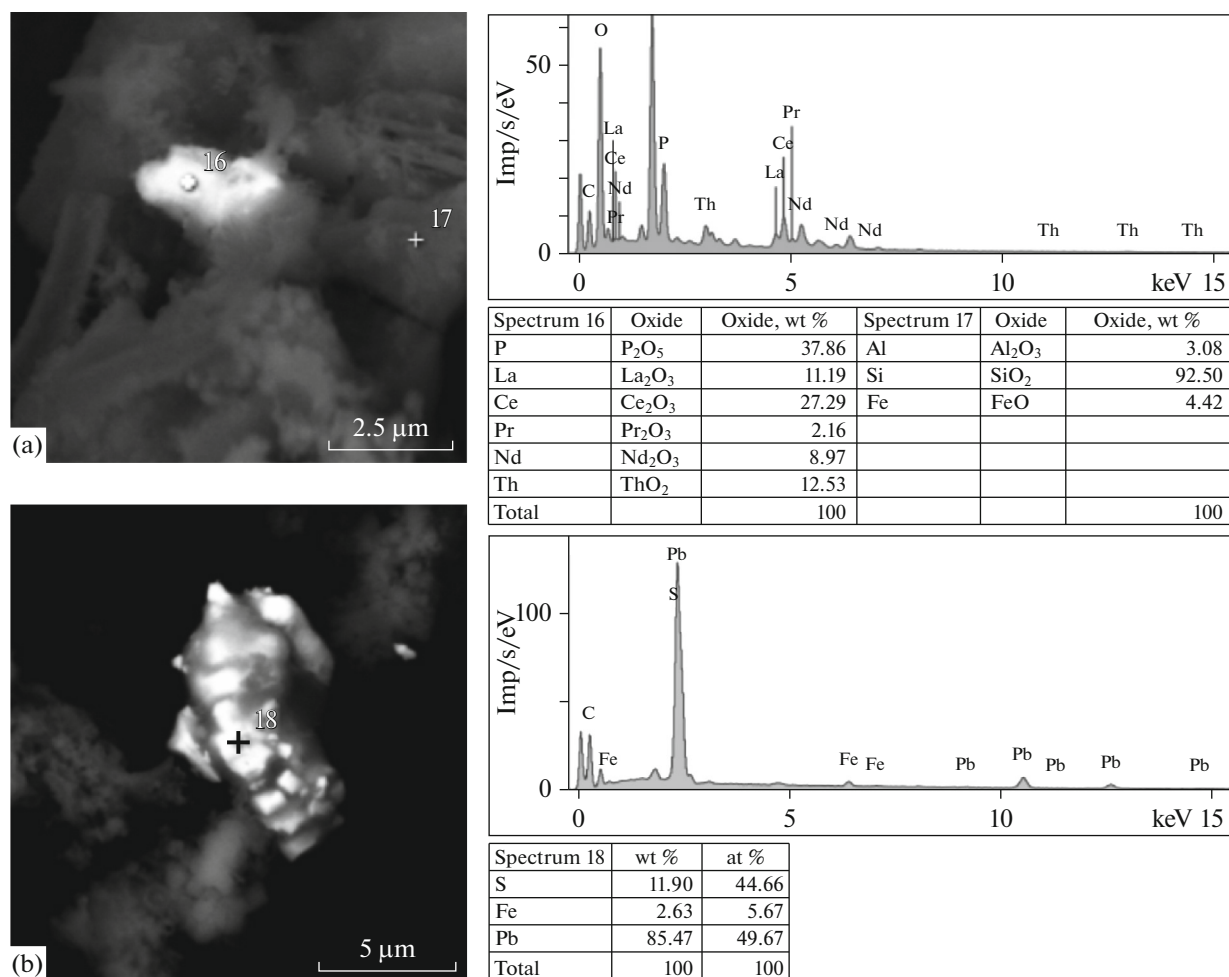 16
17
2.5 μm
(a)
Imp/s/eV
50
0
O
La
Ce
C
Nd
Pr
P
Th
Pr
Ce
La
Nd
Nd
Nd
Th
Th
Th
0
5
10
keV 15
Spectrum 16 Oxide Oxide, wt % Spectrum 17 Oxide Oxide, wt %
P P₂O₅ 37.86 Al Al₂O₃ 3.08
La La₂O₃ 11.19 Si SiO₂ 92.50
Ce Ce₂O₃ 27.29 Fe FeO 4.42
Pr Pr₂O₃ 2.16
Nd Nd₂O₃ 8.97
Th ThO₂ 12.53
Total 100 100
18
5 μm
(b)
Imp/s/eV
100
0
Pb
S
C
Fe
Fe
Fe
Pb
Pb
Pb
Pb
Pb
0
5
10
keV 15
Spectrum 18 wt % at %
S 11.90 44.66
Fe 2.63 5.67
Pb 85.47 49.67
Total 100 100